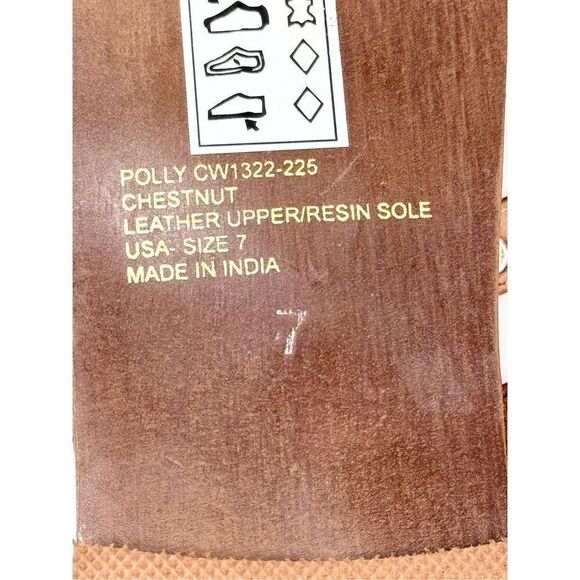 POLLY CW1322-225
CHESTNUT
LEATHER UPPER/RESIN SOLE
USA- SIZE 7
MADE IN INDIA
7